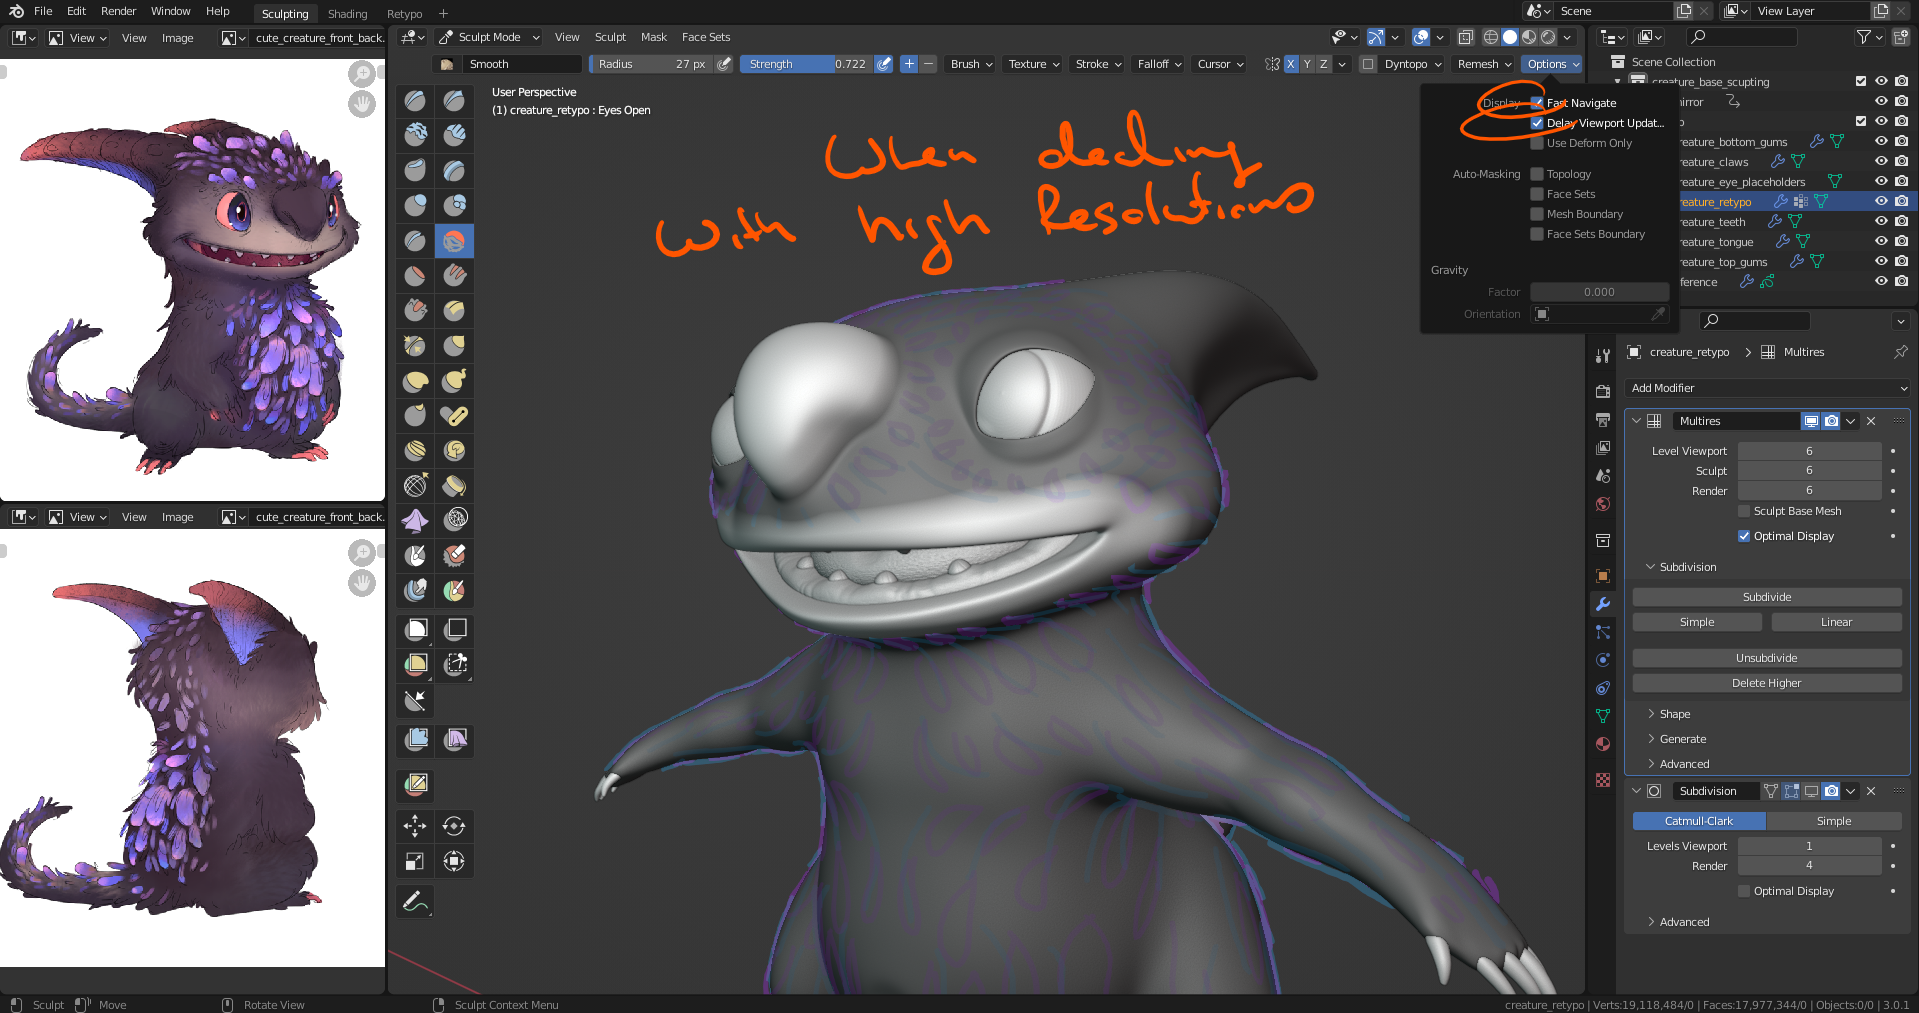 File Edit Render Window Help Sculpting Shading Retypo + Scene View Layer
View View Image cute_creature_front_back. Sculpt Mode View Sculpt Mask Face Sets
Smooth Radius 27 px Strength 0.722 + − Brush Texture Stroke Falloff Cursor X Y Z Dyntopo Remesh Options
Scene Collection
creature_base_scupting
mirror
o
reature_bottom_gums
reature_claws
reature_eye_placeholders
reature_retypo
reature_teeth
reature_tongue
reature_top_gums
ference
Display Fast Navigate
Delay Viewport Updat...
Use Deform Only
Auto-Masking Topology
Face Sets
Mesh Boundary
Face Sets Boundary
Gravity
Factor 0.000
Orientation
User Perspective
(1) creature_retypo : Eyes Open
When dealing
with high Resolutions
creature_retypo > Multires
Add Modifier
Multires
Level Viewport 6
Sculpt 6
Render 6
Sculpt Base Mesh
Optimal Display
Subdivision
Subdivide
Simple Linear
Unsubdivide
Delete Higher
Shape
Generate
Advanced
Subdivision
Catmull-Clark Simple
Levels Viewport 1
Render 4
Optimal Display
Advanced
View View Image cute_creature_front_back.
Sculpt Move Rotate View Sculpt Context Menu creature_retypo | Verts:19,118,484/0 | Faces:17,977,344/0 | Objects:0/0 | 3.0.1